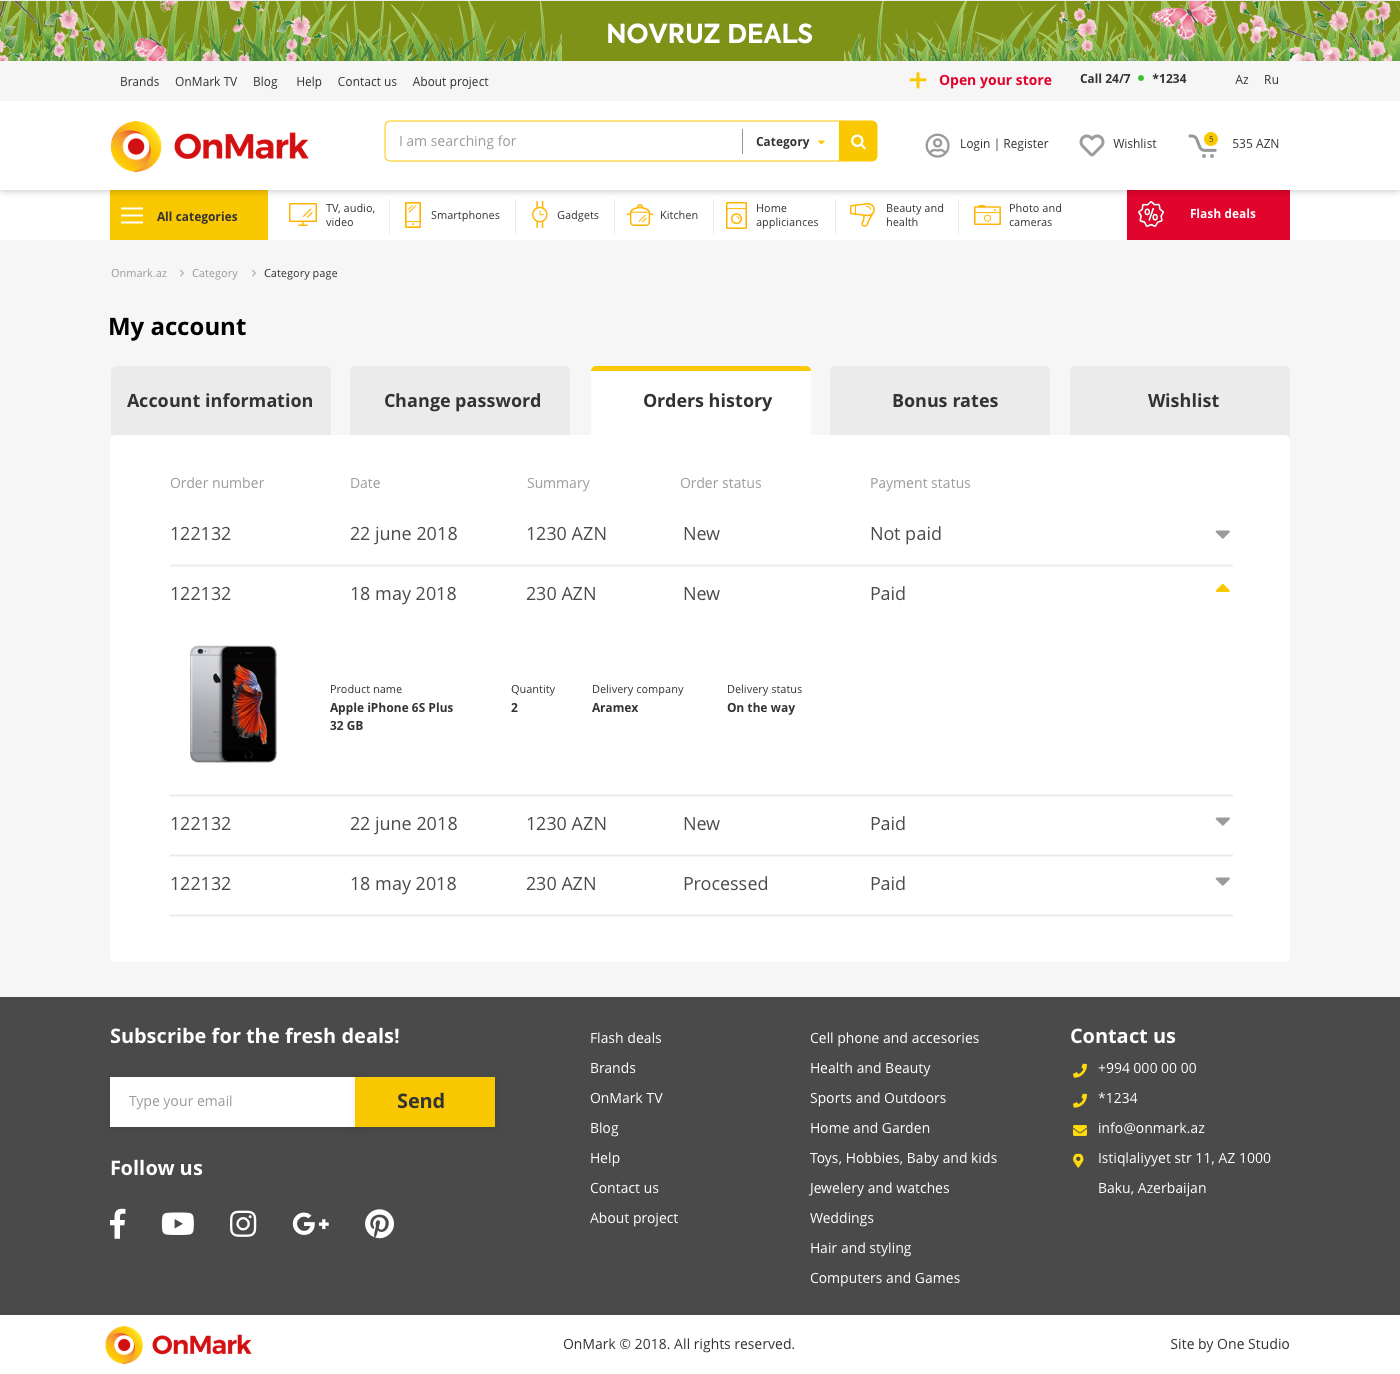 NOVRUZ DEALS
Brands OnMark TV Blog Help Contact us About project
Open your store Call 24/7 *1234 Az Ru
OnMark
I am searching for Category
Login | Register Wishlist 5 535 AZN
All categories
TV, audio,
video
Smartphones
Gadgets
Kitchen
Home
appliciances
Beauty and
health
Photo and
cameras
Flash deals
Onmark.az Category Category page
My account
Account information Change password Orders history Bonus rates Wishlist
Order number Date Summary Order status Payment status
122132 22 june 2018 1230 AZN New Not paid
122132 18 may 2018 230 AZN New Paid
Product name Quantity Delivery company Delivery status
Apple iPhone 6S Plus 2 Aramex On the way
32 GB
122132 22 june 2018 1230 AZN New Paid
122132 18 may 2018 230 AZN Processed Paid
Subscribe for the fresh deals!
Type your email Send
Follow us
Flash deals
Brands
OnMark TV
Blog
Help
Contact us
About project
Cell phone and accesories
Health and Beauty
Sports and Outdoors
Home and Garden
Toys, Hobbies, Baby and kids
Jewelery and watches
Weddings
Hair and styling
Computers and Games
Contact us
+994 000 00 00
*1234
info@onmark.az
Istiqlaliyyet str 11, AZ 1000
Baku, Azerbaijan
OnMark
OnMark © 2018. All rights reserved.
Site by One Studio